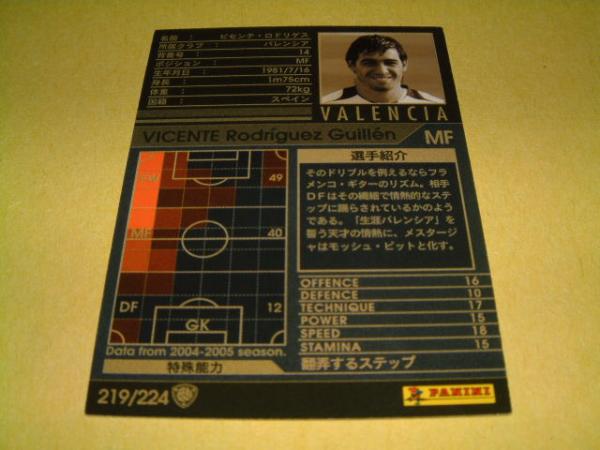 名前 : ビセンテ・ロドリゲス
所属クラブ : バレンシア
背番号 : 14
ポジション : MF
生年月日 : 1981/7/16
身長 : 1m75cm
体重 : 72kg
国籍 : スペイン
VALENCIA
VICENTE Rodríguez Guillén
MF
選手紹介
そのドリブルを例えるならフラ
メンコ・ギターのリズム。相手
DFはその繊細で情熱的なステ
ップに踊らされているかのよう
である。「生涯バレンシア」を
誓う天才の情熱に、メスタージ
ャはモッシュ・ピットと化す。
FW 49
MF 40
DF 12
GK
Data from 2004-2005 season.
OFFENCE 16
DEFENCE 10
TECHNIQUE 17
POWER 15
SPEED 18
STAMINA 15
特殊能力
翻弄するステップ
219/224
PANINI